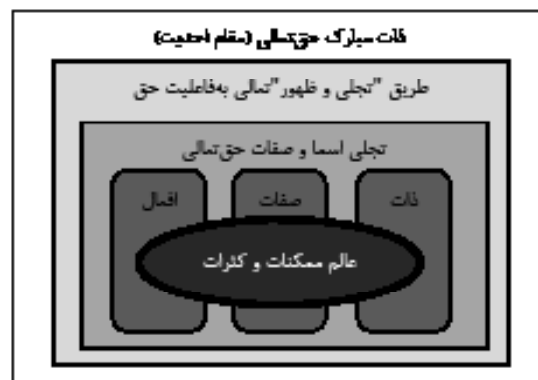 ذات مبارک حق‌تعالی (مقام احدیت)
طریق "تجلی و ظهور"تعالی به‌فاعلیت حق
تجلی اسما و صفات حق‌تعالی
ذات
صفات
افعال
عالم ممکنات و کثرات